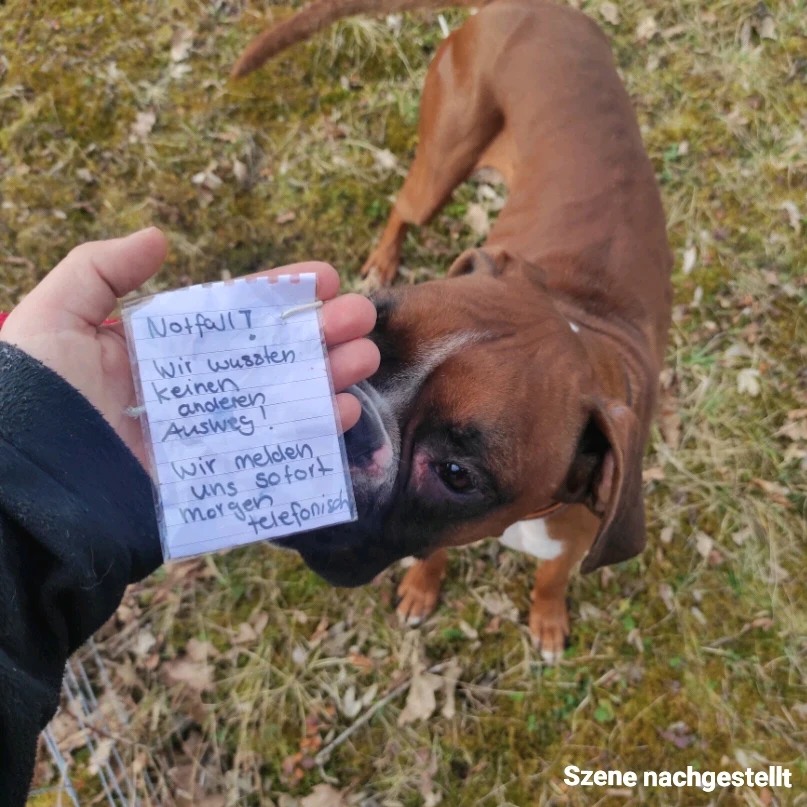 Notfall!
Wir wussten
keinen
anderen
Ausweg!
Wir melden
uns sofort
morgen
telefonisch
Szene nachgestellt